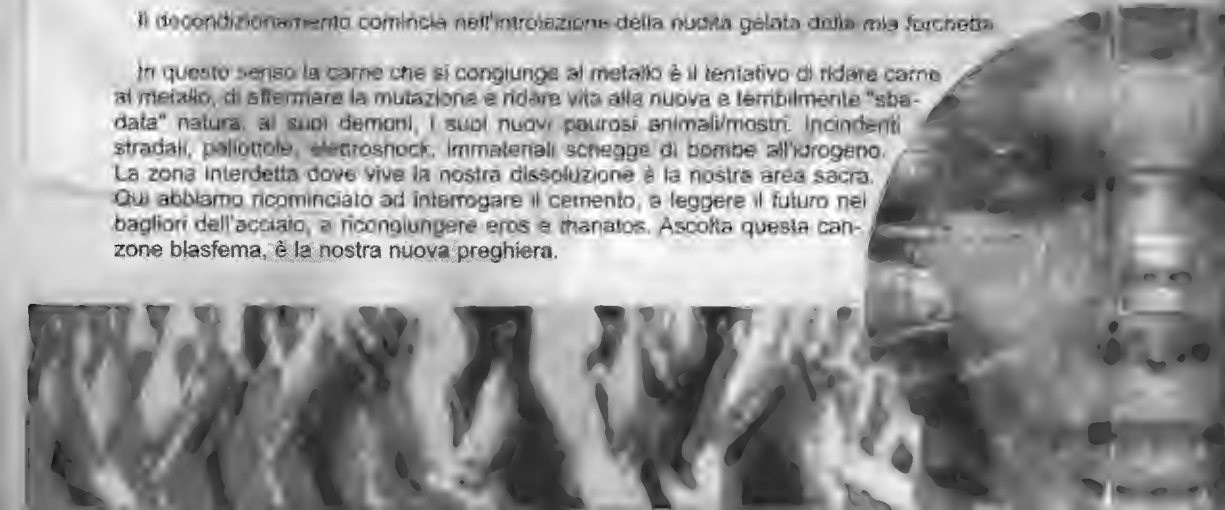 Il decondizionamento comincia nell'introiezione della nudità gelata della mia forchetta
In questo senso la carne che si congiunge al metallo è il tentativo di ridare carne
al metallo, di affermare la mutazione e ridare vita alla nuova e terribilmente "sba-
data" natura, ai suoi demoni, i suoi nuovi paurosi animali/mostri. Incindenti
stradali, pallottole, elettroshock, immateriali schegge di bombe all'idrogeno.
La zona interdetta dove vive la nostra dissoluzione è la nostra area sacra.
Qui abbiamo ricominciato ad interrogare il cemento, a leggere il futuro nei
bagliori dell'acciaio, a ricongiungere eros e thanatos. Ascolta questa can-
zone blasfema, è la nostra nuova preghiera.